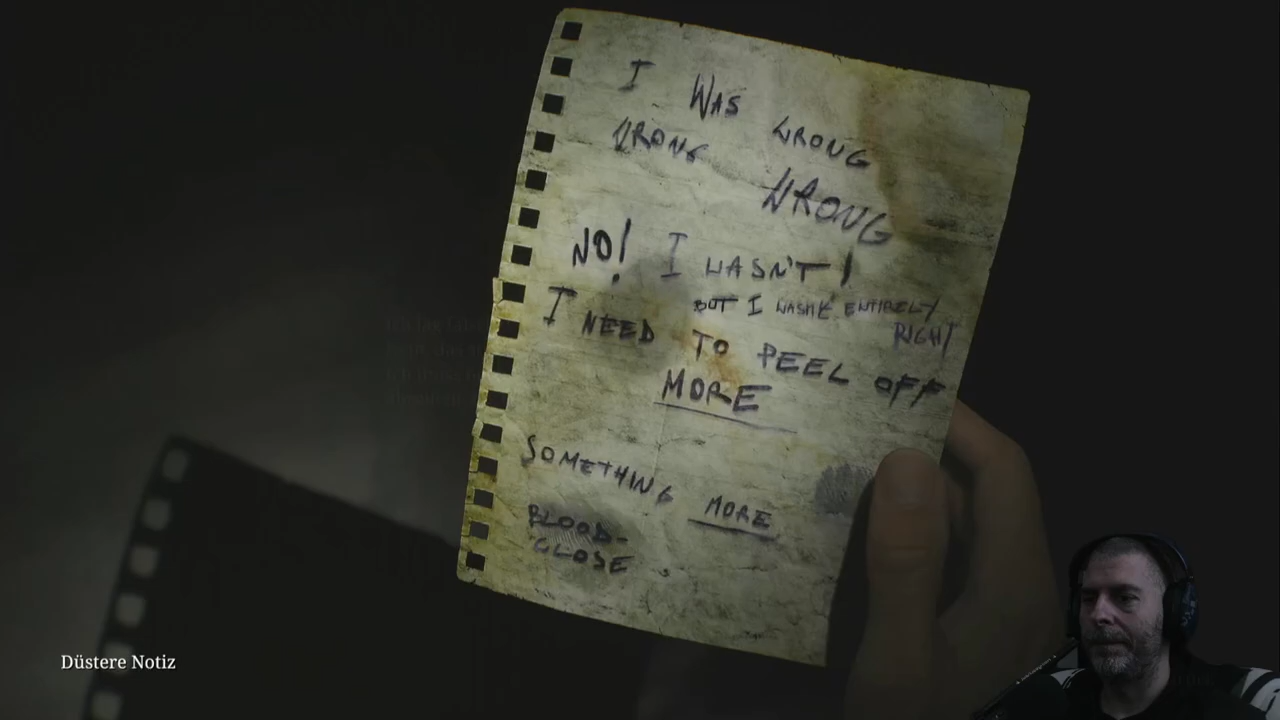 I WAS WRONG
WRONG
WRONG
NO! I WASN'T!
BUT I WASN'T ENTIRELY
RIGHT
I NEED TO PEEL OFF
MORE
SOMETHING MORE
BLOOD-
CLOSE.
Düstere Notiz